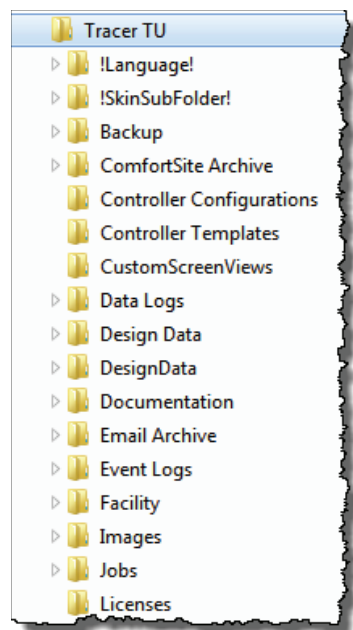 Tracer TU
!Language!
!SkinSubFolder!
Backup
ComfortSite Archive
Controller Configurations
Controller Templates
CustomScreenViews
Data Logs
Design Data
DesignData
Documentation
Email Archive
Event Logs
Facility
Images
Jobs
Licenses